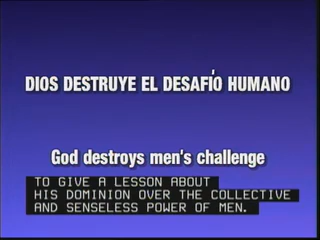 DIOS DESTRUYE EL DESAFÍO HUMANO
God destroys men's challenge
TO GIVE A LESSON ABOUT
HIS DOMINION OVER THE COLLECTIVE
AND SENSELESS POWER OF MEN.